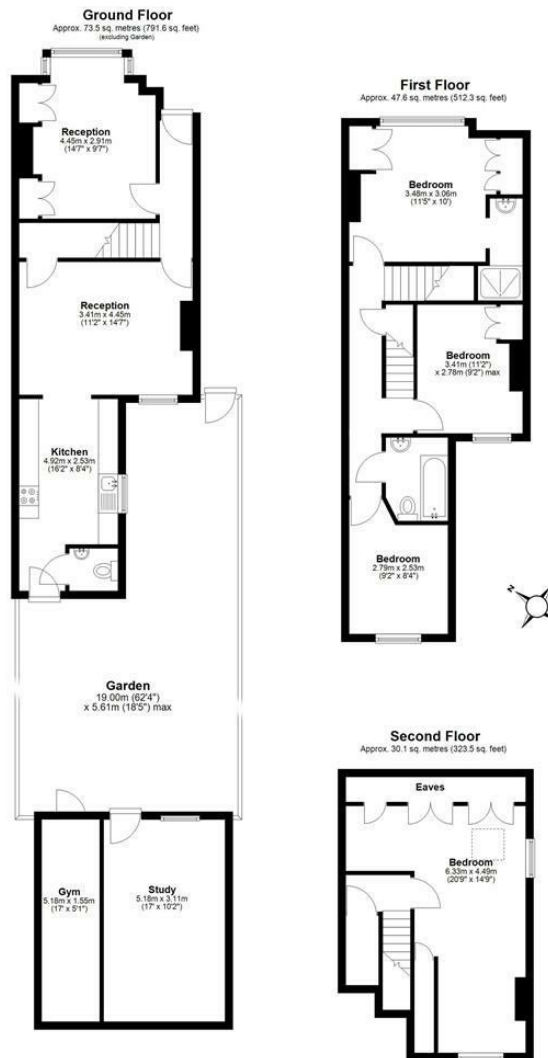 Ground Floor
Approx. 73.5 sq. metres (791.6 sq. feet)
(excluding Garden)
Reception
4.45m x 2.91m
(14'7" x 9'7")
Reception
3.41m x 4.45m
(11'2" x 14'7")
Kitchen
4.92m x 2.53m
(16'2" x 8'4")
Garden
19.00m (62'4")
x 5.61m (18'5") max
Gym
5.18m x 1.55m
(17' x 5'1")
Study
5.18m x 3.11m
(17' x 10'2")
First Floor
Approx. 47.6 sq. metres (512.3 sq. feet)
Bedroom
3.48m x 3.06m
(11'5" x 10')
Bedroom
3.41m (11'2")
x 2.78m (9'2") max
Bedroom
2.79m x 2.53m
(9'2" x 8'4")
N
Second Floor
Approx. 30.1 sq. metres (323.5 sq. feet)
Eaves
Bedroom
6.33m x 4.49m
(20'9" x 14'9")